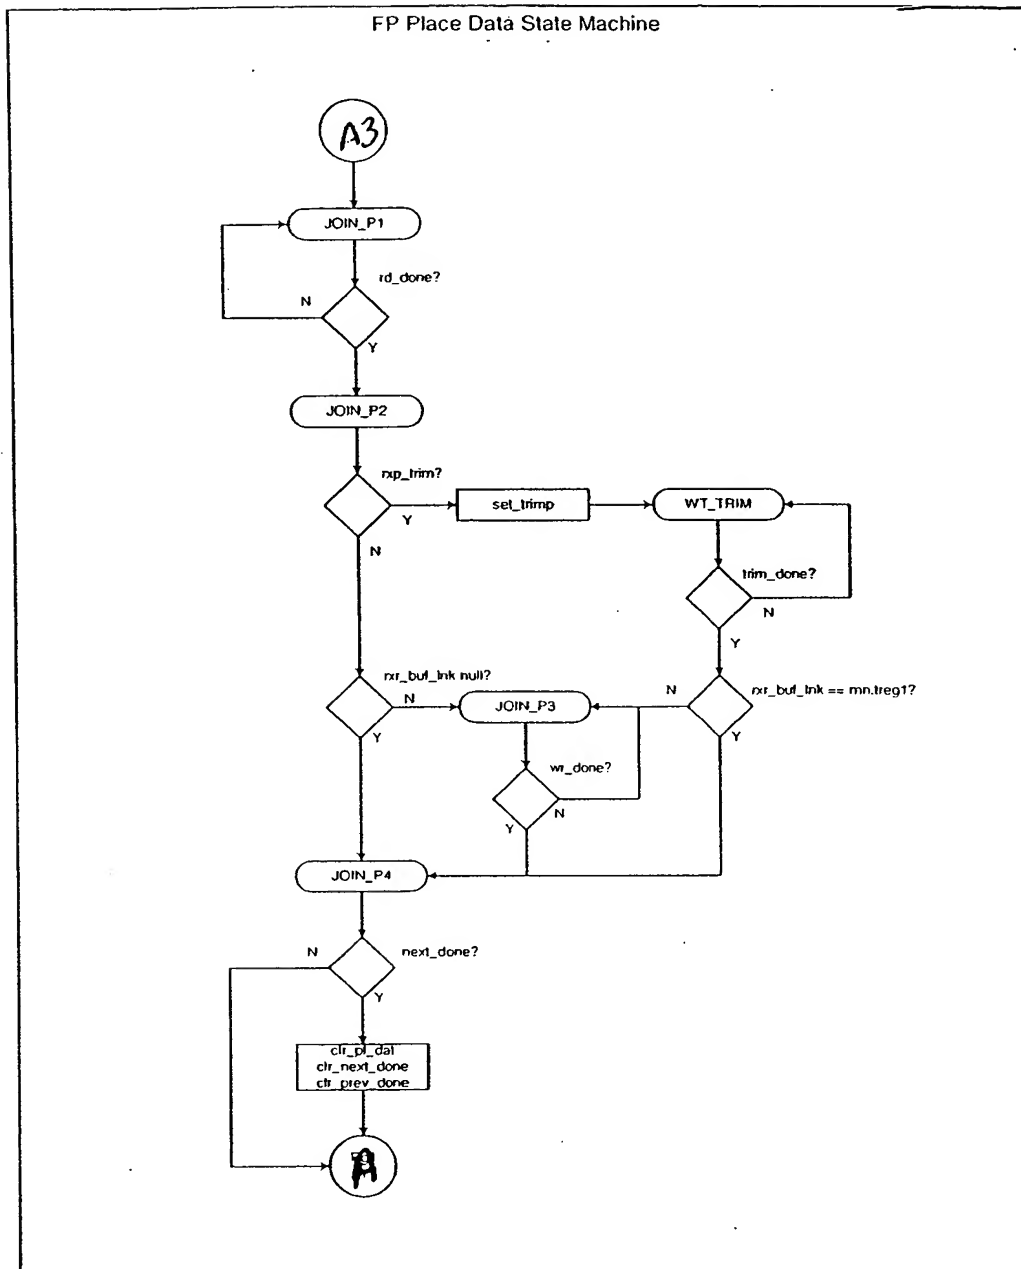 FP Place Data State Machine
A3
JOIN_P1
rd_done?
N
Y
JOIN_P2
rxp_trim?
Y
set_trimp
WT_TRIM
N
trim_done?
N
Y
rxr_buf_lnk null?
N
JOIN_P3
N
rxr_buf_lnk == mn.treg1?
Y
Y
wr_done?
Y
N
JOIN_P4
N
next_done?
Y
clr_pl_dat
clr_next_done
clr_prev_done
A